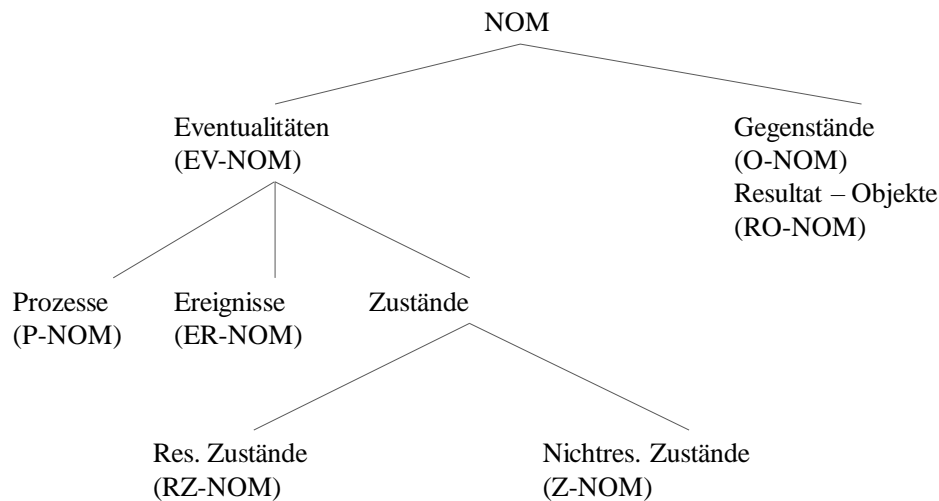 NOM
Eventualitäten
(EV-NOM)
Gegenstände
(O-NOM)
Resultat – Objekte
(RO-NOM)
Prozesse
(P-NOM)
Ereignisse
(ER-NOM)
Zustände
Res. Zustände
(RZ-NOM)
Nichtres. Zustände
(Z-NOM)